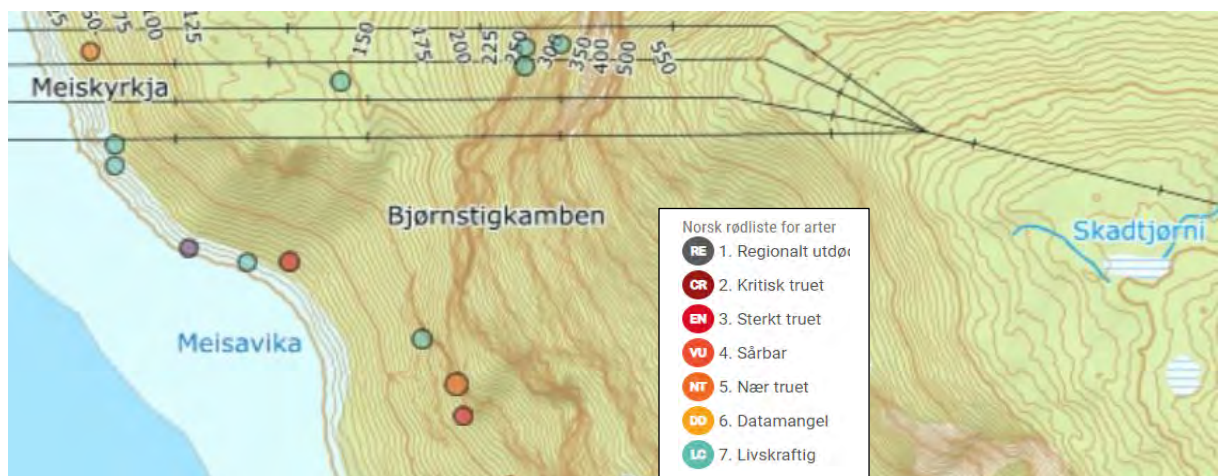 25
50
75
100
125
150
175
200
225
250
300
350
400
500
550
Meiskyrkja
Bjørnstigkamben
Skadtjørni
Meisavika
Norsk rødliste for arter
RE 1. Regionalt utdø
CR 2. Kritisk truet
EN 3. Sterkt truet
VU 4. Sårbar
NT 5. Nær truet
DD 6. Datamangel
LC 7. Livskraftig